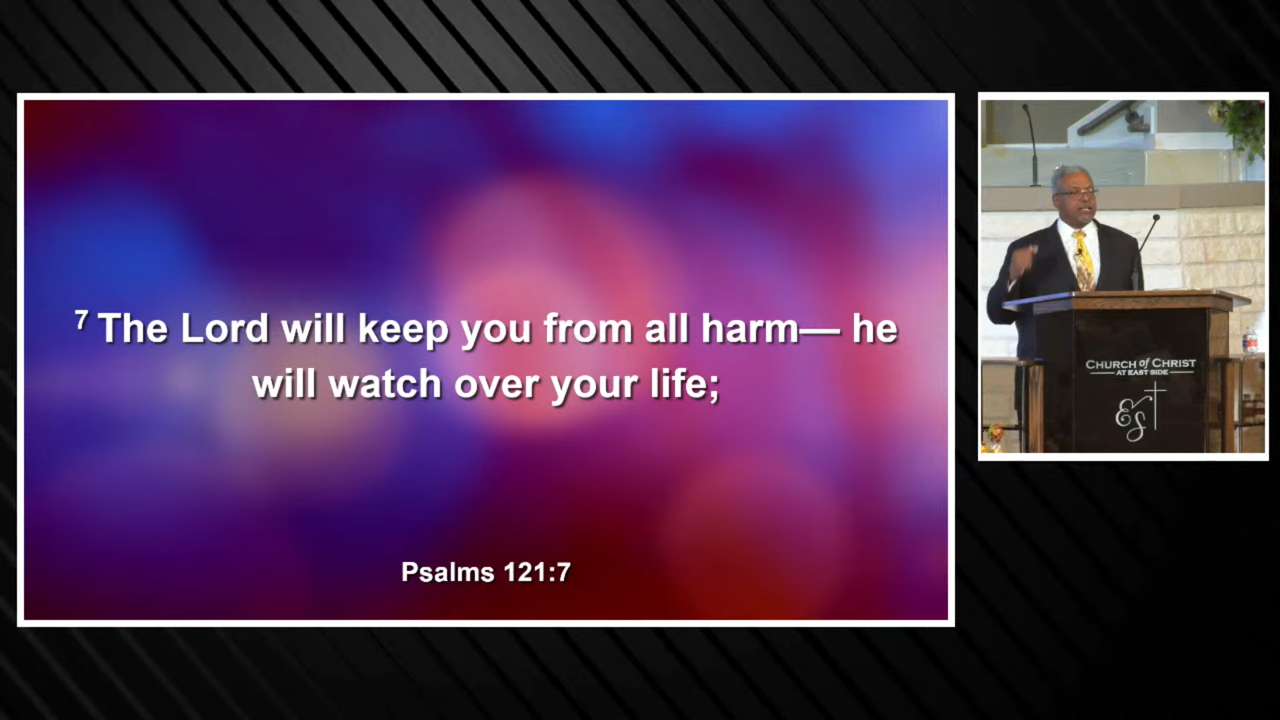 7 The Lord will keep you from all harm— he
will watch over your life;
Psalms 121:7
CHURCH of CHRIST
AT EAST SIDE